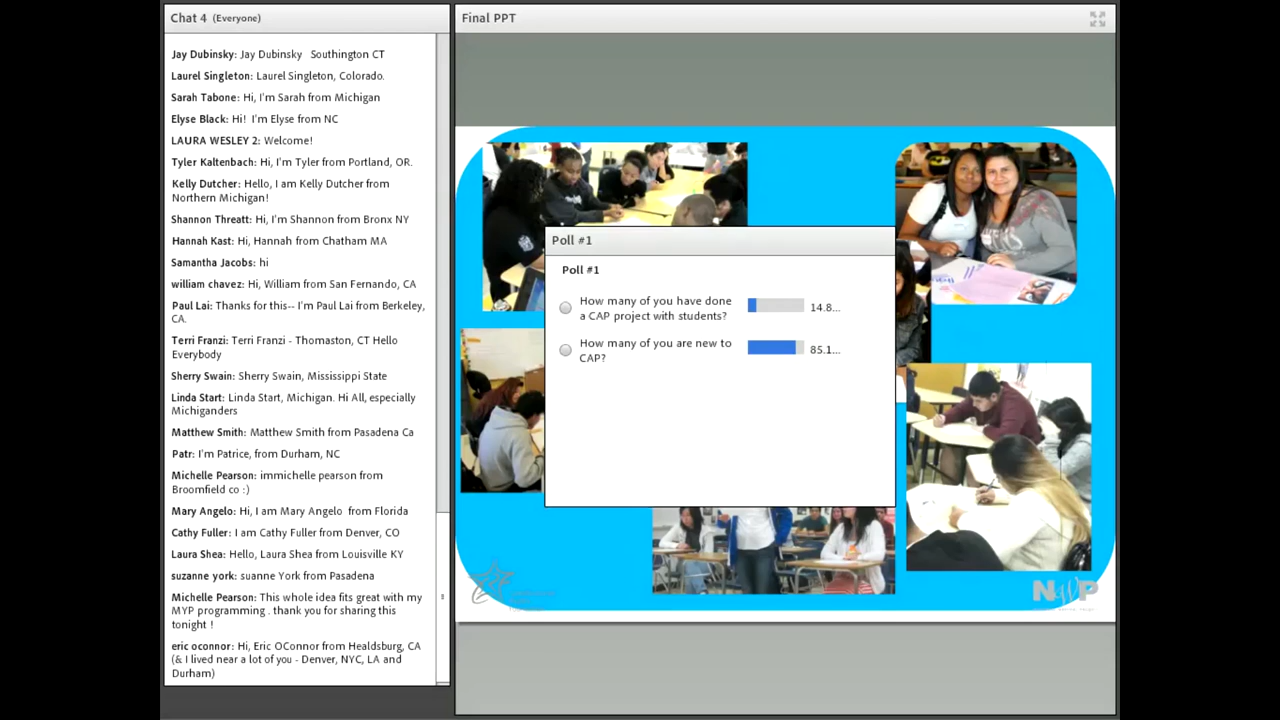 Chat 4 (Everyone)
Jay Dubinsky: Jay Dubinsky Southington CT
Laurel Singleton: Laurel Singleton, Colorado.
Sarah Tabone: Hi, I'm Sarah from Michigan
Elyse Black: Hi! I'm Elyse from NC
LAURA WESLEY 2: Welcome!
Tyler Kaltenbach: Hi, I'm Tyler from Portland, OR.
Kelly Dutcher: Hello, I am Kelly Dutcher from
Northern Michigan!
Shannon Threatt: Hi, I'm Shannon from Bronx NY
Hannah Kast: Hi, Hannah from Chatham MA
Samantha Jacobs: hi
william chavez: Hi, William from San Fernando, CA
Paul Lai: Thanks for this-- I'm Paul Lai from Berkeley,
CA.
Terri Franzi: Terri Franzi - Thomaston, CT Hello
Everybody
Sherry Swain: Sherry Swain, Mississippi State
Linda Start: Linda Start, Michigan. Hi All, especially
Michiganders
Matthew Smith: Matthew Smith from Pasadena Ca
Patr: I'm Patrice, from Durham, NC
Michelle Pearson: immichelle pearson from
Broomfield co :)
Mary Angelo: Hi, I am Mary Angelo from Florida
Cathy Fuller: I am Cathy Fuller from Denver, CO
Laura Shea: Hello, Laura Shea from Louisville KY
suzanne york: suanne York from Pasadena
Michelle Pearson: This whole idea fits great with my
MYP programming . thank you for sharing this
tonight !
eric oconnor: Hi, Eric OConnor from Healdsburg, CA
(& I lived near a lot of you - Denver, NYC, LA and
Durham)
Final PPT
Poll #1
Poll #1
How many of you have done
a CAP project with students?
14.8...
How many of you are new to
CAP?
85.1...
NWP